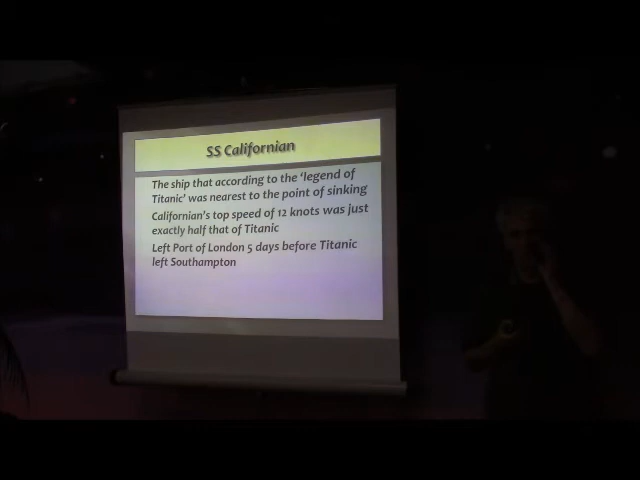 SS Californian
The ship that according to the ‘legend of
Titanic’ was nearest to the point of sinking
Californian’s top speed of 12 knots was just
exactly half that of Titanic
Left Port of London 5 days before Titanic
left Southampton